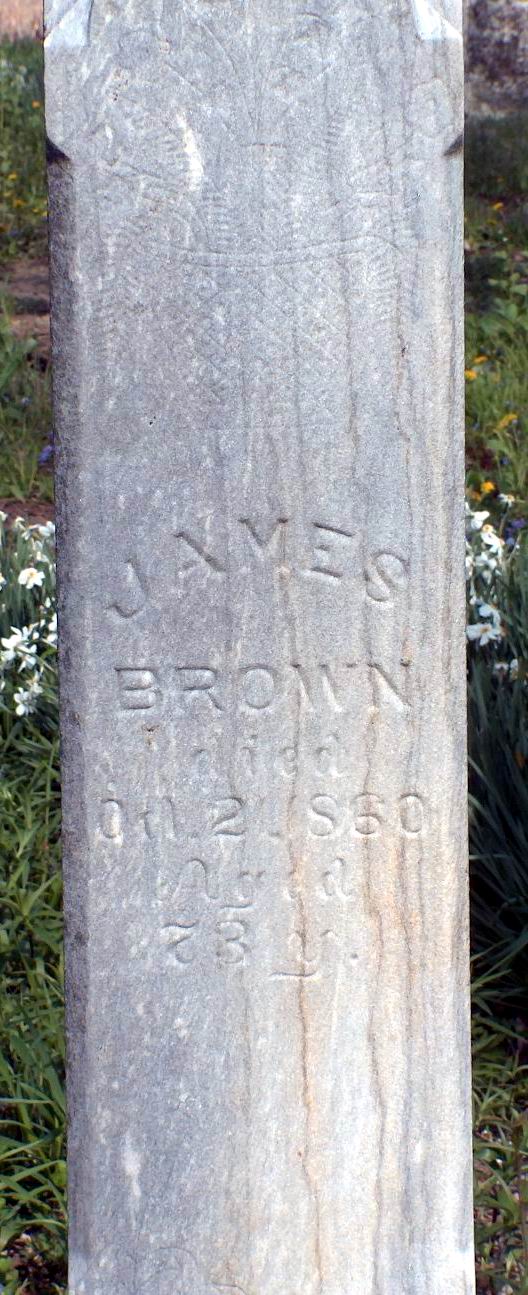 JAMES
BROWN
died
Oct. 2, 1860
Aged
73 y.